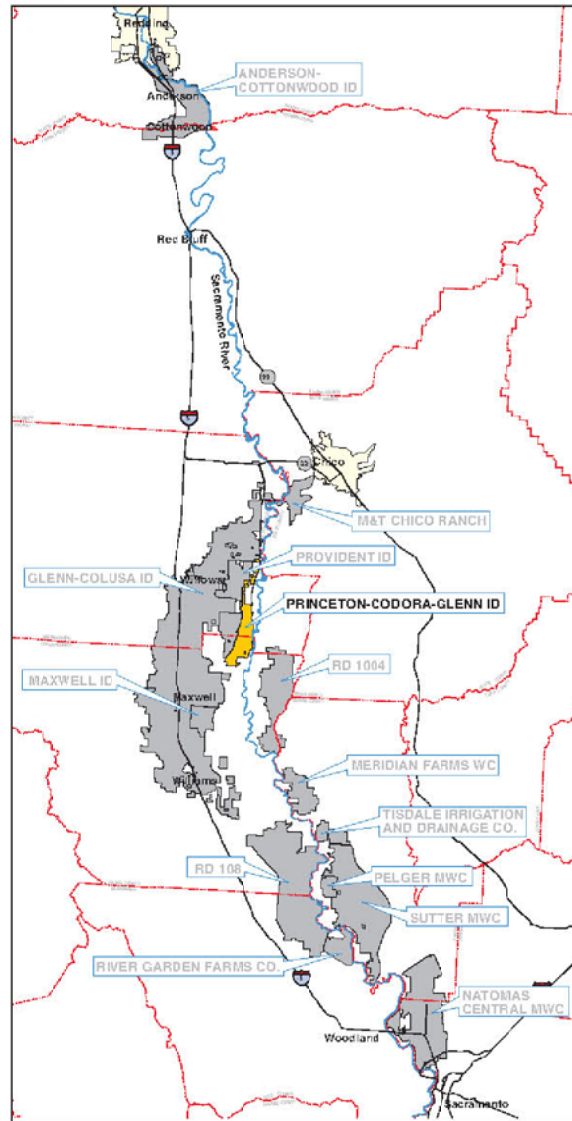 Redding
ANDERSON-
COTTONWOOD ID
Anderson
Cottonwood
Red Bluff
Sacramento River
99
Chico
M&T CHICO RANCH
PROVIDENT ID
GLENN-COLUSA ID
Willows
PRINCETON-CODORA-GLENN ID
RD 1004
MAXWELL ID
Maxwell
MERIDIAN FARMS WC
Williams
TISDALE IRRIGATION
AND DRAINAGE CO.
RD 108
PELGER MWC
SUTTER MWC
RIVER GARDEN FARMS CO.
NATOMAS
CENTRAL MWC
Woodland
Sacramento